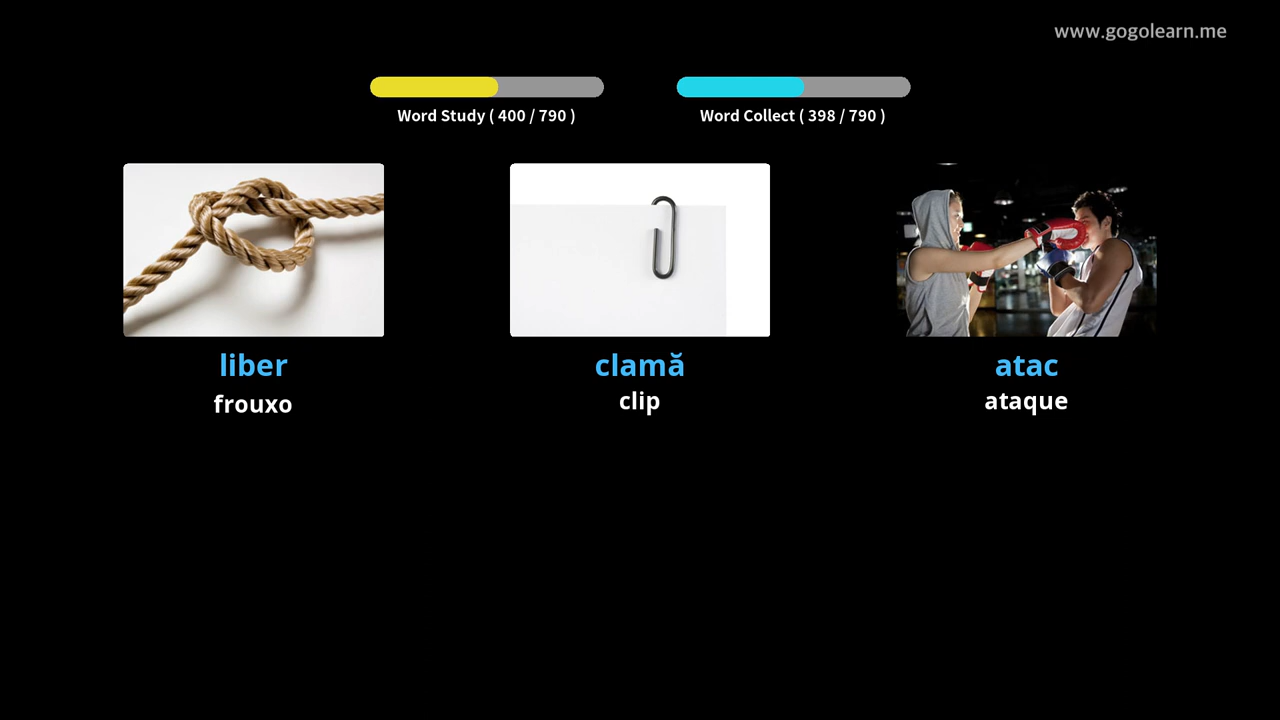 www.gogolearn.me
Word Study ( 400 / 790 )
Word Collect ( 398 / 790 )
liber
frouxo
clamă
clip
atac
ataque